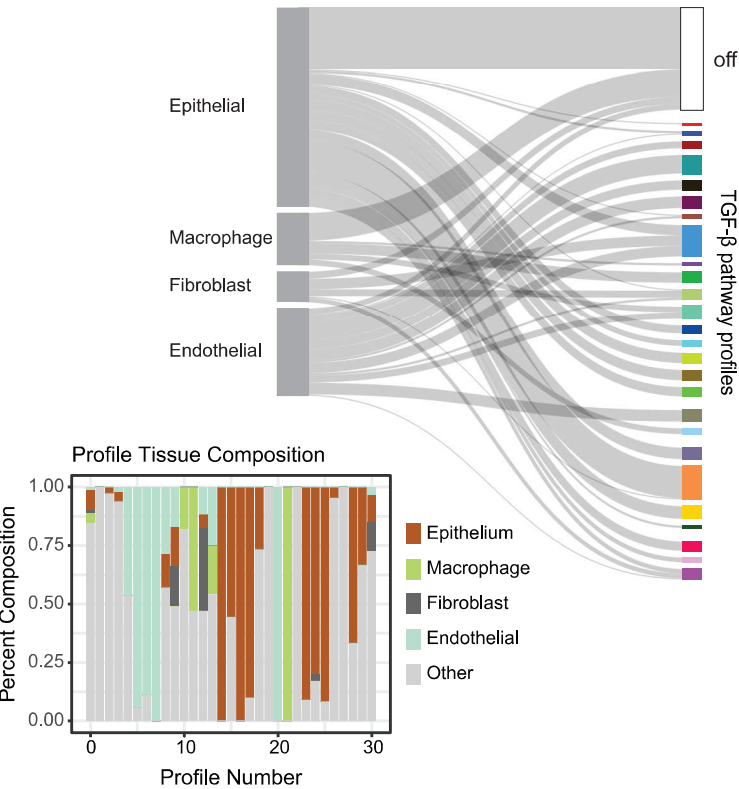 off
Epithelial
Macrophage
Fibroblast
Endothelial
TGF-β pathway profiles
Profile Tissue Composition
Percent Composition
1.00
0.75
0.50
0.25
0.00
0
10
20
30
Profile Number
Epithelium
Macrophage
Fibroblast
Endothelial
Other